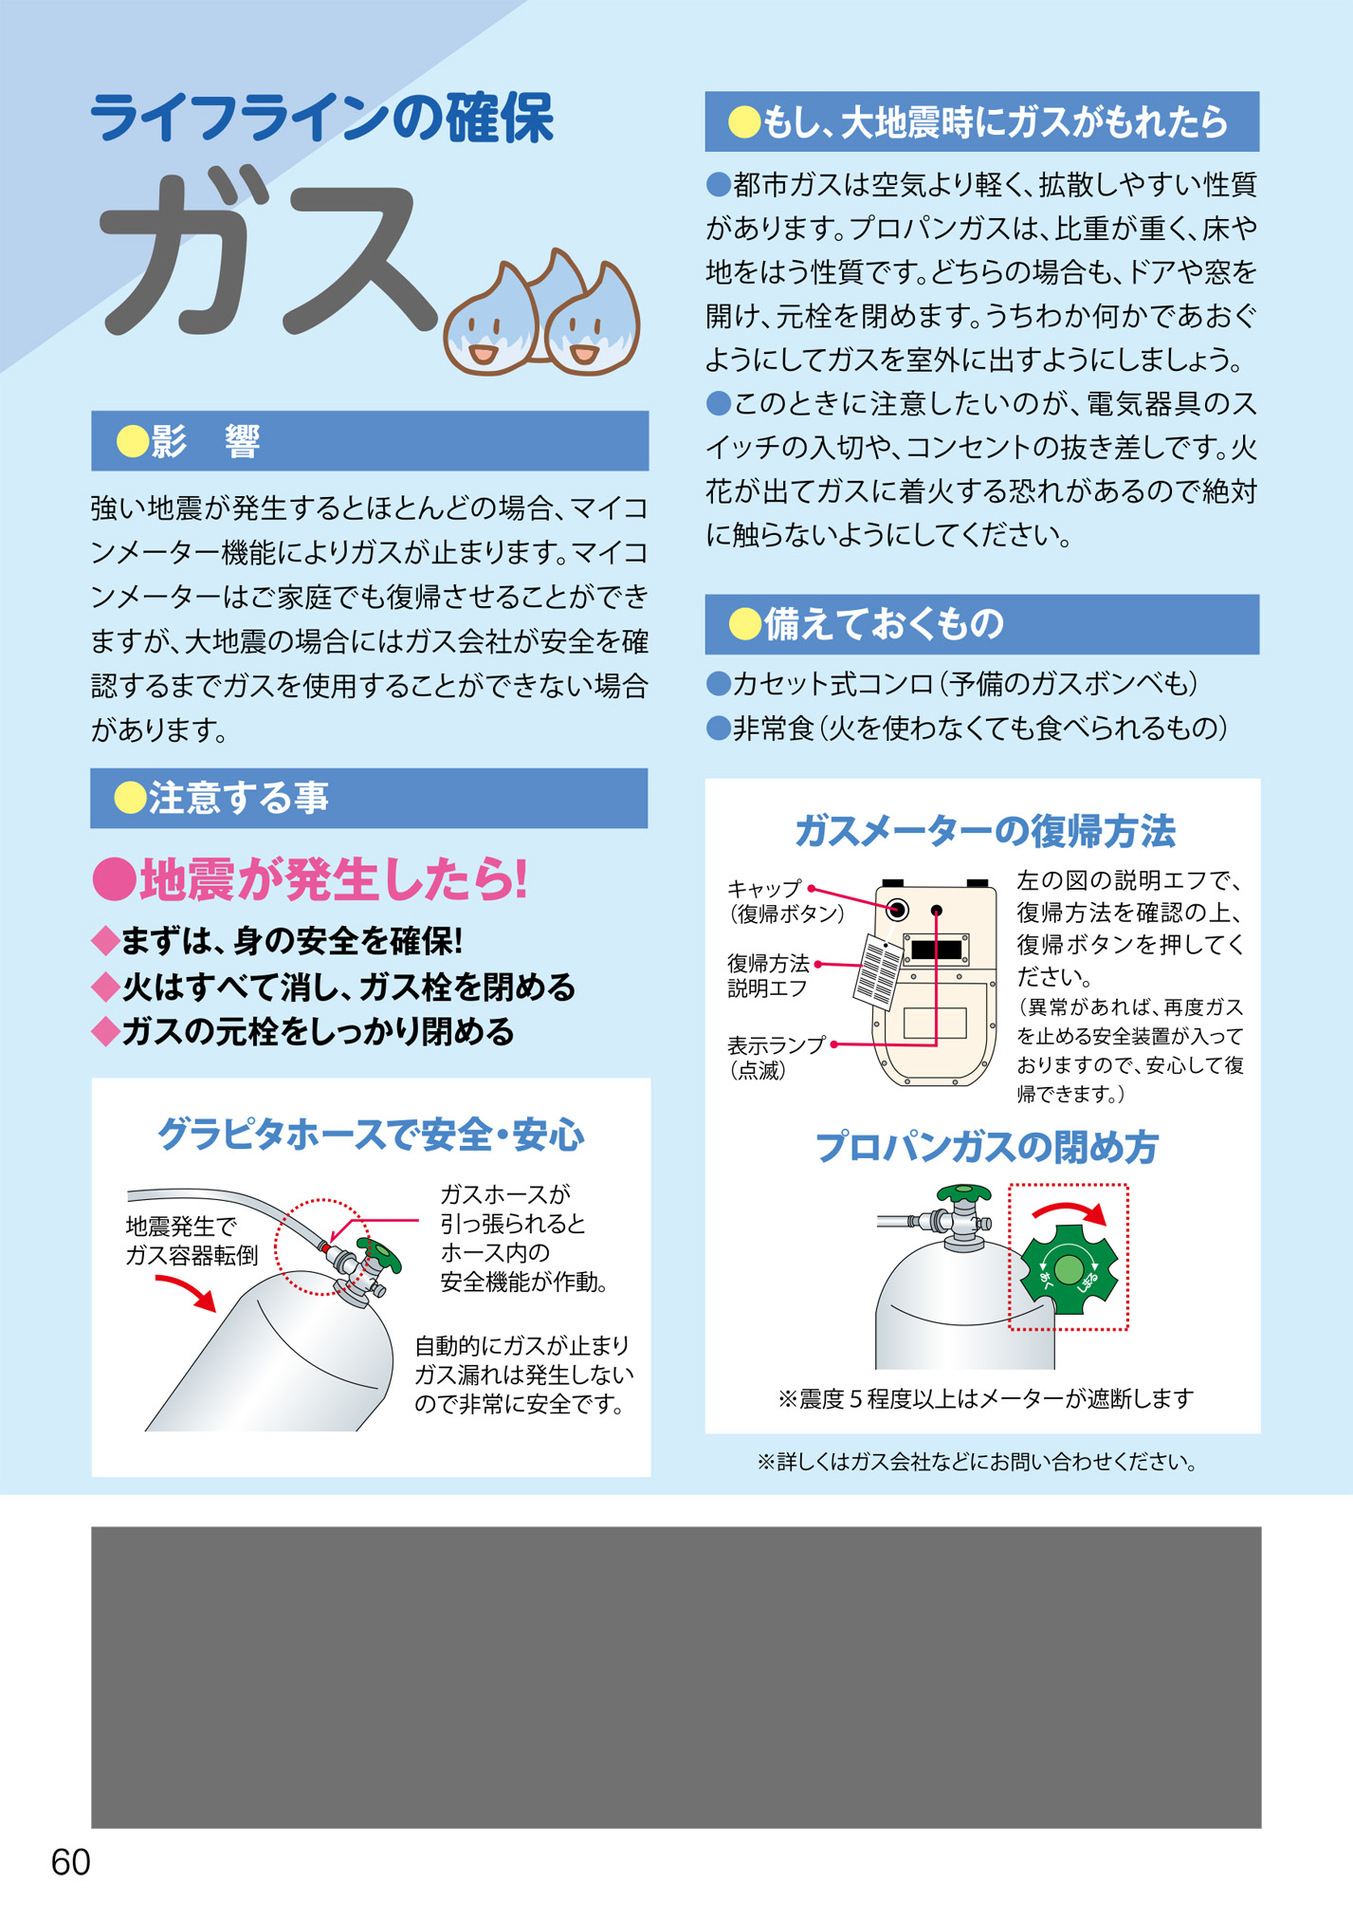 ライフラインの確保
ガス
●影　響
強い地震が発生するとほとんどの場合、マイコ
ンメーター機能によりガスが止まります。マイコ
ンメーターはご家庭でも復帰させることができ
ますが、大地震の場合にはガス会社が安全を確
認するまでガスを使用することができない場合
があります。
●注意する事
●地震が発生したら!
◆まずは、身の安全を確保!
◆火はすべて消し、ガス栓を閉める
◆ガスの元栓をしっかり閉める
グラピタホースで安全・安心
地震発生で
ガス容器転倒
ガスホースが
引っ張られると
ホース内の
安全機能が作動。
自動的にガスが止まり
ガス漏れは発生しない
ので非常に安全です。
●もし、大地震時にガスがもれたら
●都市ガスは空気より軽く、拡散しやすい性質
があります。プロパンガスは、比重が重く、床や
地をはう性質です。どちらの場合も、ドアや窓を
開け、元栓を閉めます。うちわか何かであおぐ
ようにしてガスを室外に出すようにしましょう。
●このときに注意したいのが、電気器具のス
イッチの入切や、コンセントの抜き差しです。火
花が出てガスに着火する恐れがあるので絶対
に触らないようにしてください。
●備えておくもの
●カセット式コンロ（予備のガスボンベも）
●非常食（火を使わなくても食べられるもの）
ガスメーターの復帰方法
キャップ
（復帰ボタン）
復帰方法
説明エフ
表示ランプ
（点滅）
左の図の説明エフで、
復帰方法を確認の上、
復帰ボタンを押してく
ださい。
（異常があれば、再度ガス
を止める安全装置が入って
おりますので、安心して復
帰できます。）
プロパンガスの閉め方
あく
しまる
※震度５程度以上はメーターが遮断します
※詳しくはガス会社などにお問い合わせください。
60